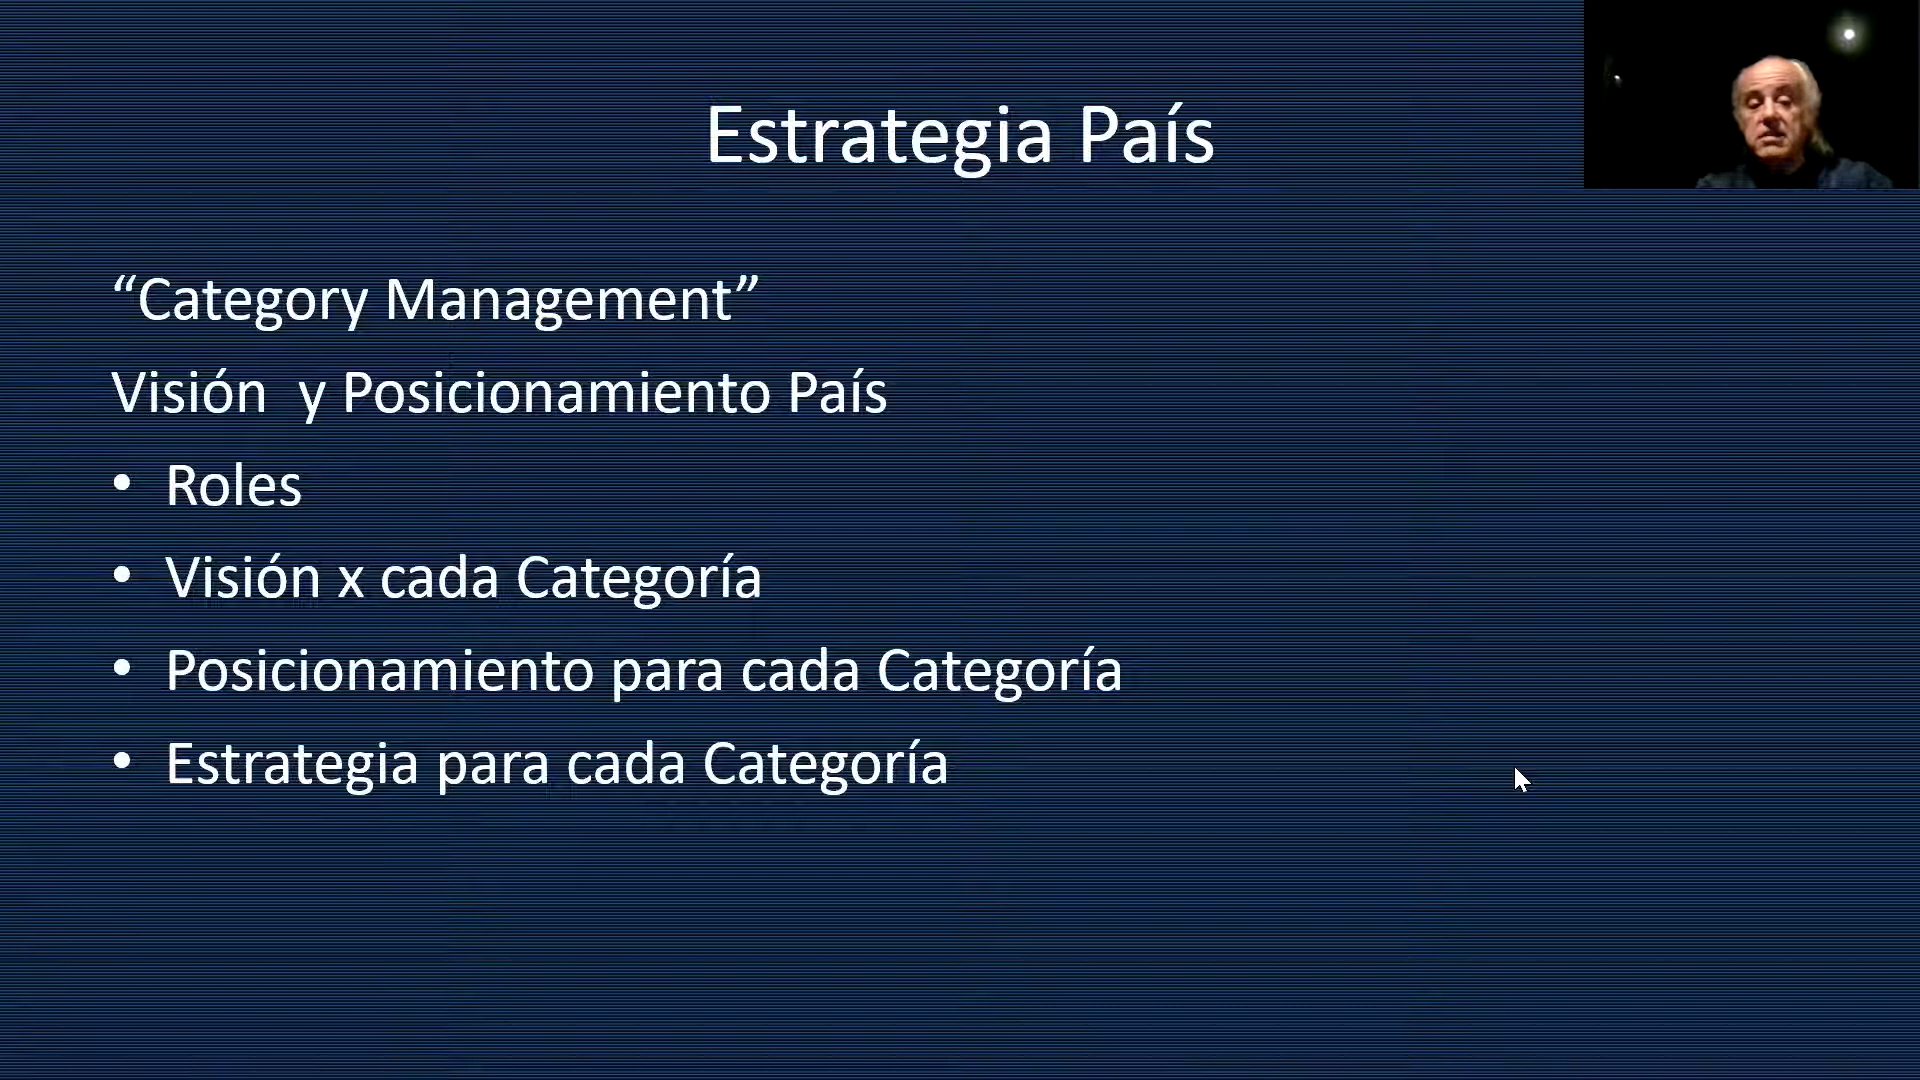 Estrategia País
“Category Management”
Visión  y Posicionamiento País
• Roles
• Visión x cada Categoría
• Posicionamiento para cada Categoría
• Estrategia para cada Categoría